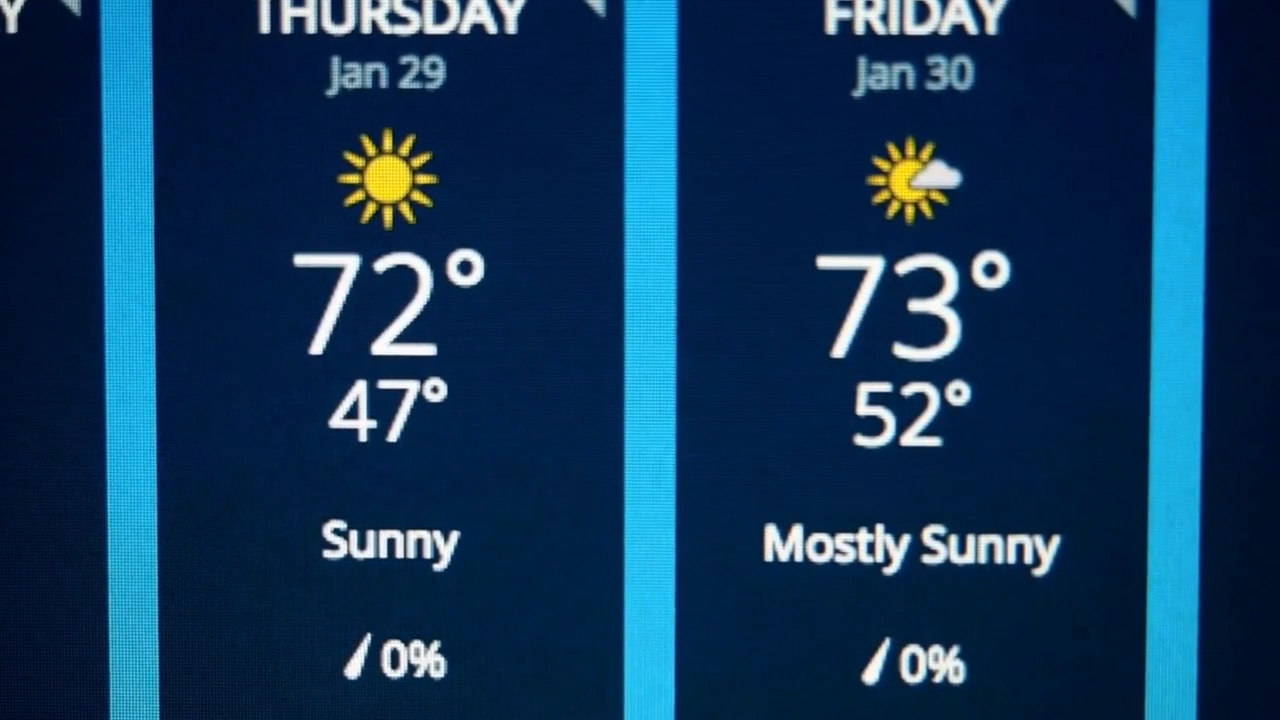 Y
THURSDAY
Jan 29
72°
47°
Sunny
0%
FRIDAY
Jan 30
73°
52°
Mostly Sunny
0%